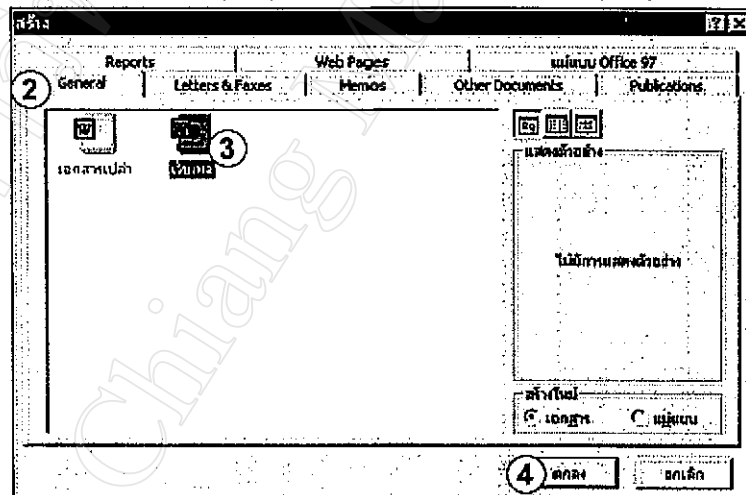 สร้าง
Reports Web Pages แม่แบบ Office 97
2 General Letters & Faxes Memos Other Documents Publications
3
เอกสารเปล่า
แสดงตัวอย่าง
ไม่มีการแสดงตัวอย่าง
สร้างใหม่
เอกสาร แม่แบบ
4 ตกลง ยกเลิก
Chiang